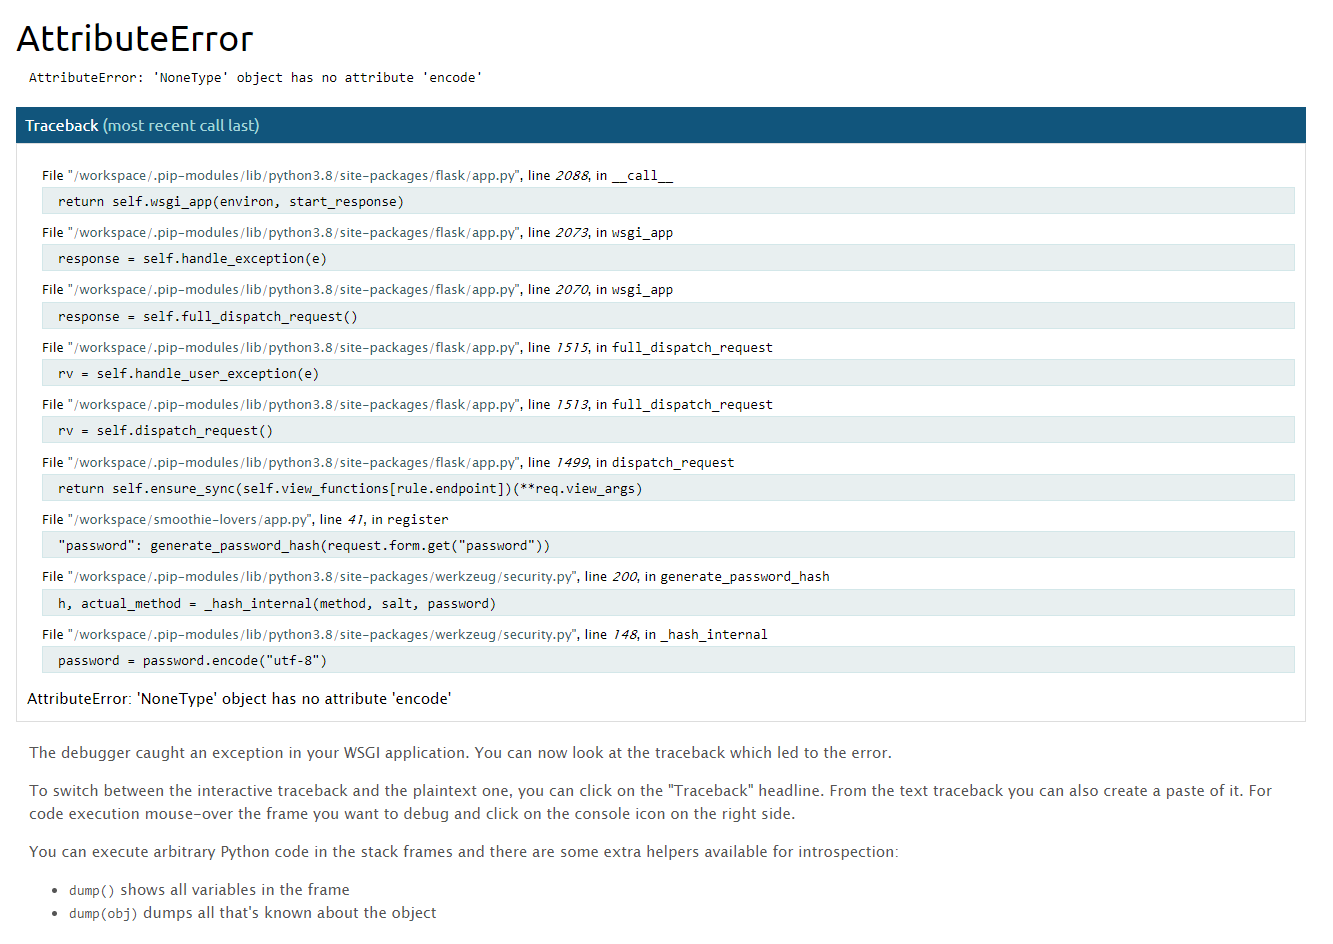 AttributeError
AttributeError: 'NoneType' object has no attribute 'encode'
Traceback (most recent call last)
File "/workspace/.pip-modules/lib/python3.8/site-packages/flask/app.py", line 2088, in __call__
return self.wsgi_app(environ, start_response)
File "/workspace/.pip-modules/lib/python3.8/site-packages/flask/app.py", line 2073, in wsgi_app
response = self.handle_exception(e)
File "/workspace/.pip-modules/lib/python3.8/site-packages/flask/app.py", line 2070, in wsgi_app
response = self.full_dispatch_request()
File "/workspace/.pip-modules/lib/python3.8/site-packages/flask/app.py", line 1515, in full_dispatch_request
rv = self.handle_user_exception(e)
File "/workspace/.pip-modules/lib/python3.8/site-packages/flask/app.py", line 1513, in full_dispatch_request
rv = self.dispatch_request()
File "/workspace/.pip-modules/lib/python3.8/site-packages/flask/app.py", line 1499, in dispatch_request
return self.ensure_sync(self.view_functions[rule.endpoint])(**req.view_args)
File "/workspace/smoothie-lovers/app.py", line 41, in register
"password": generate_password_hash(request.form.get("password"))
File "/workspace/.pip-modules/lib/python3.8/site-packages/werkzeug/security.py", line 200, in generate_password_hash
h, actual_method = _hash_internal(method, salt, password)
File "/workspace/.pip-modules/lib/python3.8/site-packages/werkzeug/security.py", line 148, in _hash_internal
password = password.encode("utf-8")
AttributeError: 'NoneType' object has no attribute 'encode'
The debugger caught an exception in your WSGI application. You can now look at the traceback which led to the error.
To switch between the interactive traceback and the plaintext one, you can click on the "Traceback" headline. From the text traceback you can also create a paste of it. For
code execution mouse-over the frame you want to debug and click on the console icon on the right side.
You can execute arbitrary Python code in the stack frames and there are some extra helpers available for introspection:
• dump() shows all variables in the frame
• dump(obj) dumps all that's known about the object